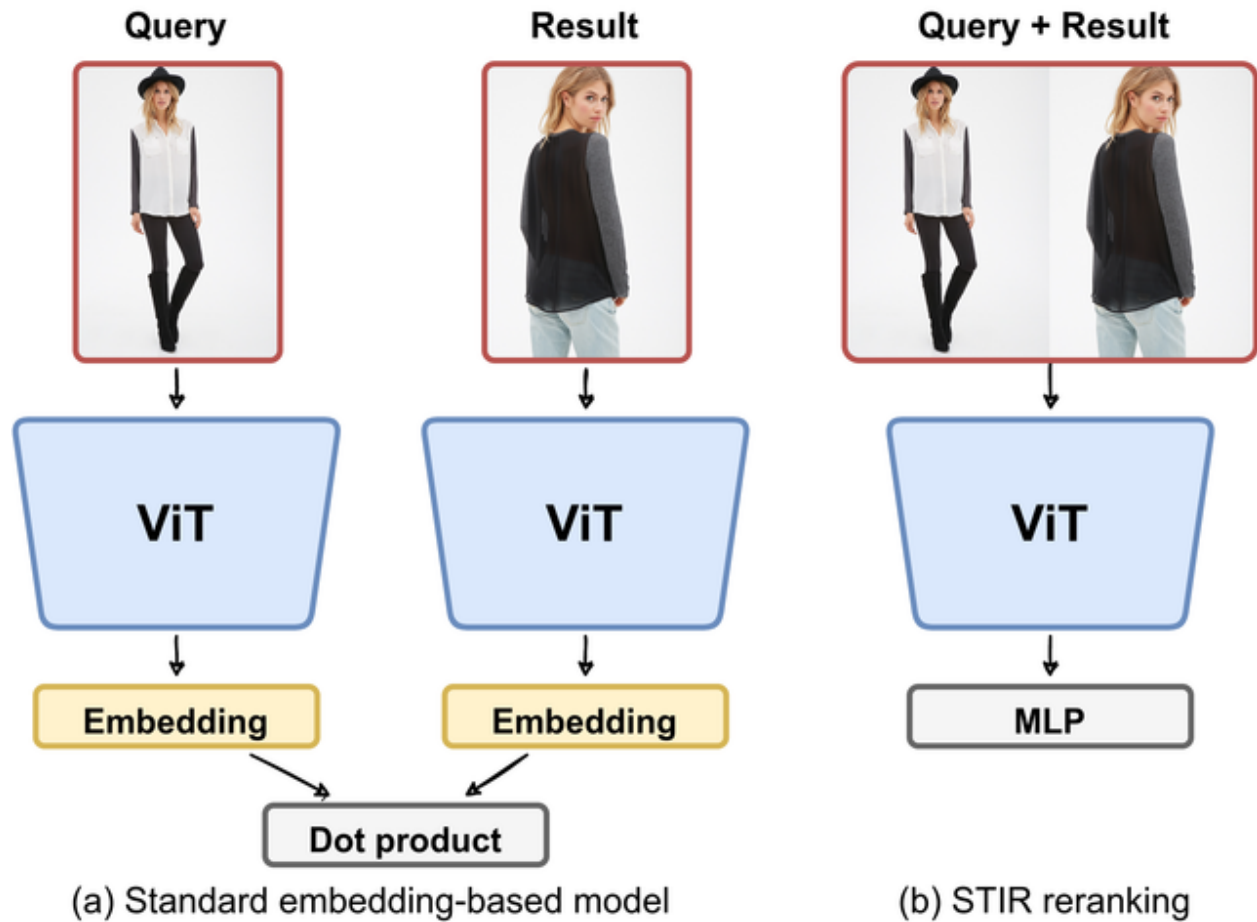 Query
Result
Query + Result
ViT
ViT
ViT
Embedding
Embedding
MLP
Dot product
(a) Standard embedding-based model
(b) STIR reranking